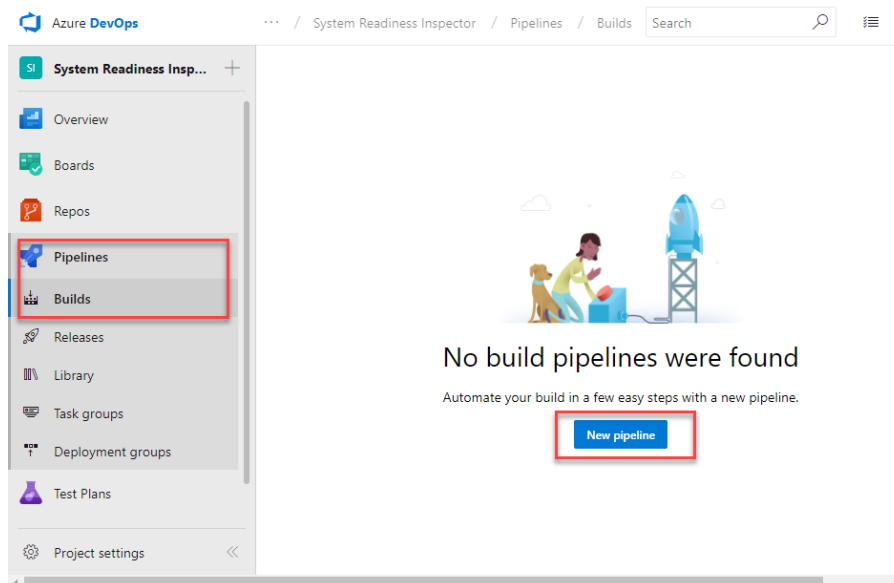 Azure DevOps
··· / System Readiness Inspector / Pipelines / Builds
Search
SI
System Readiness Insp...
Overview
Boards
Repos
Pipelines
Builds
Releases
Library
Task groups
Deployment groups
Test Plans
Project settings
No build pipelines were found
Automate your build in a few easy steps with a new pipeline.
New pipeline